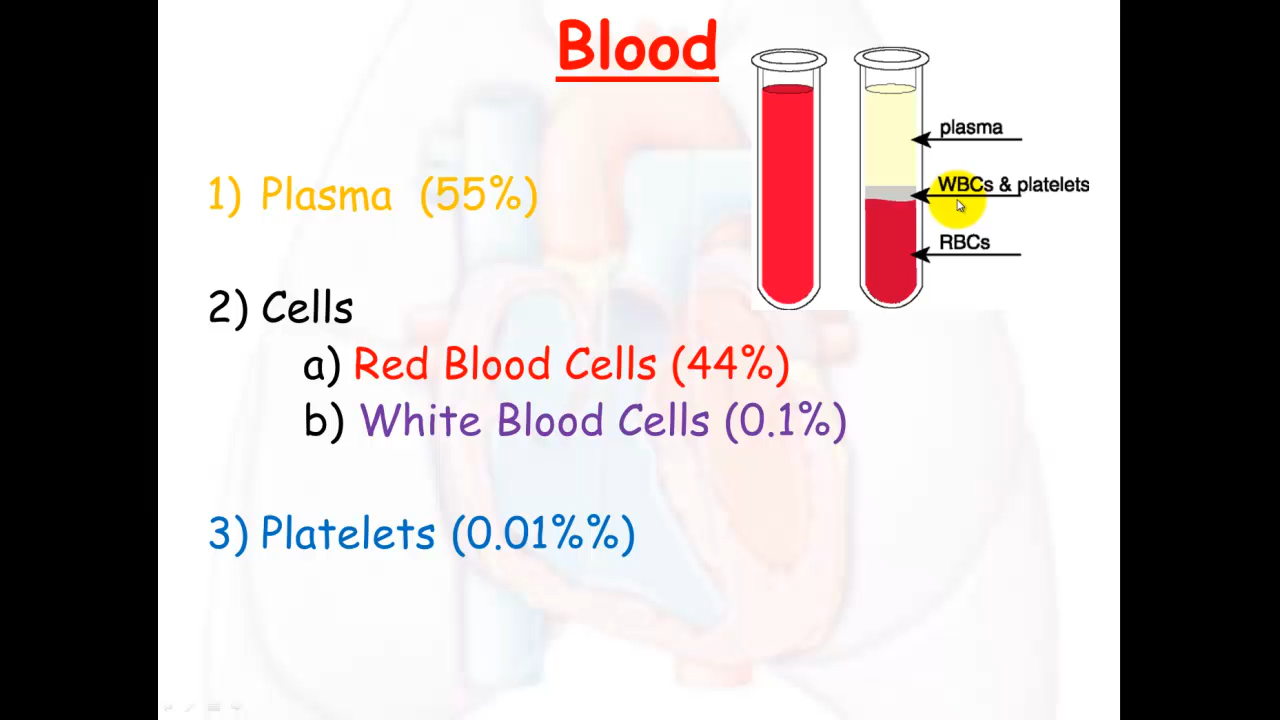 Blood
plasma
WBCs & platelets
RBCs
1) Plasma (55%)
2) Cells
a) Red Blood Cells (44%)
b) White Blood Cells (0.1%)
3) Platelets (0.01%%)